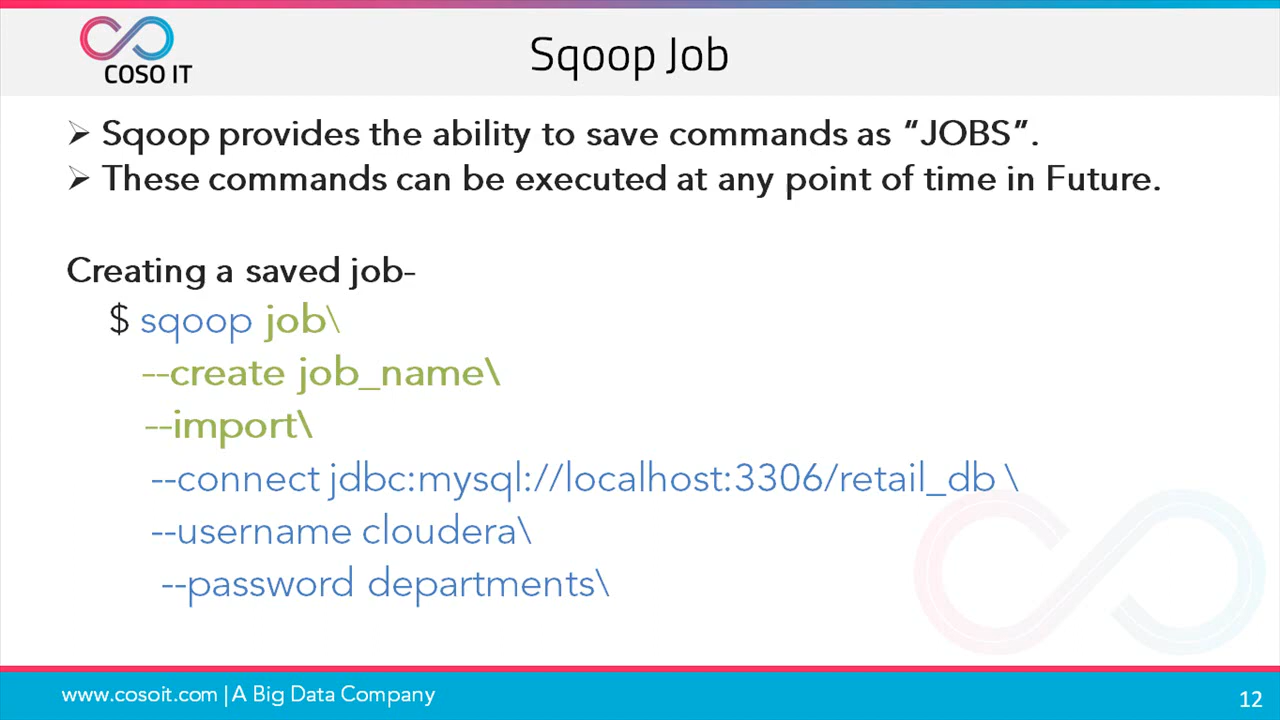 COSO IT
Sqoop Job
➢ Sqoop provides the ability to save commands as “JOBS”.
➢ These commands can be executed at any point of time in Future.
Creating a saved job-
$ sqoop job\
--create job_name\
--import\
--connect jdbc:mysql://localhost:3306/retail_db \
--username cloudera\
--password departments\
www.cosoit.com | A Big Data Company
12